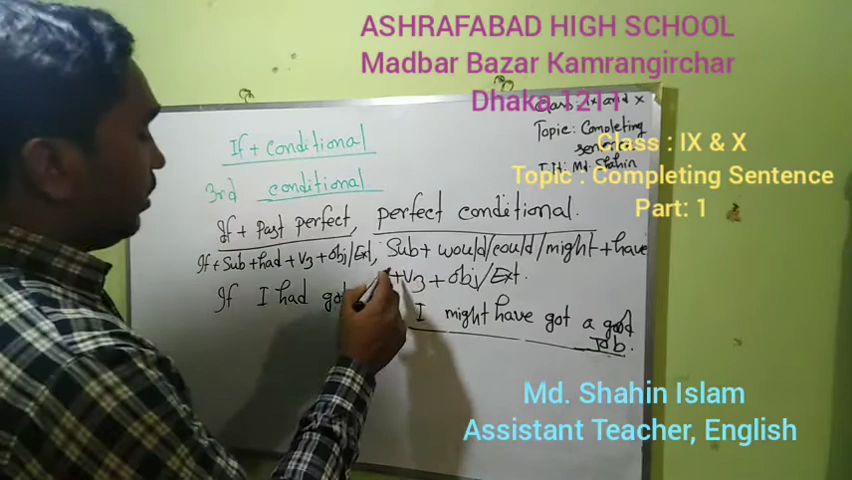 ASHRAFABAD HIGH SCHOOL
Madbar Bazar Kamrangirchar
Dhaka 1211
Class: IX and X
Topic: Completing
sentence
T.N: Md. Shahin
Class : IX & X
Topic : Completing Sentence
Part: 1
If + conditional
3rd conditional
If + Past perfect, perfect conditional.
If + Sub + had + V3 + obj/Ext, Sub + would/could/might + have
+ V3 + obj/Ext.
If I had got I might have got a good
Job.
Md. Shahin Islam
Assistant Teacher, English